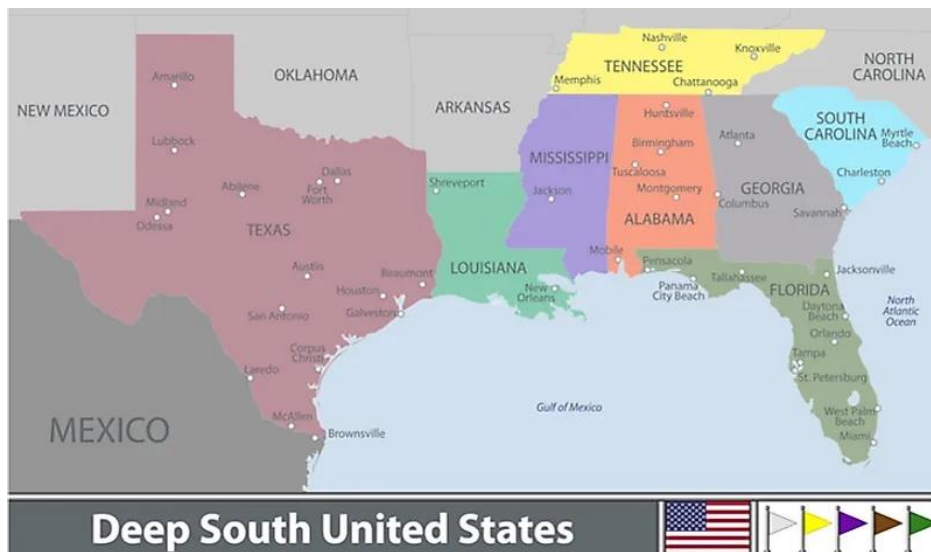 Nashville
Knoxville
TENNESSEE
NORTH
CAROLINA
Memphis
Chattanooga
Amarillo
OKLAHOMA
NEW MEXICO
ARKANSAS
Huntsville
SOUTH
CAROLINA
Myrtle
Beach
Lubbock
Atlanta
Birmingham
MISSISSIPPI
Tuscaloosa
Dallas
Fort
Worth
Abilene
Shreveport
Jackson
Montgomery
GEORGIA
Charleston
Midland
Odessa
Columbus
Savannah
ALABAMA
TEXAS
Mobile
Pensacola
LOUISIANA
Austin
Beaumont
Tallahassee
Jacksonville
Houston
New
Orleans
Panama
City Beach
FLORIDA
San Antonio
Galveston
Daytona
Beach
North
Atlantic
Ocean
Orlando
Corpus
Christi
Tampa
St. Petersburg
Laredo
Gulf of Mexico
West Palm
Beach
McAllen
Brownsville
MEXICO
Miami
Deep South United States